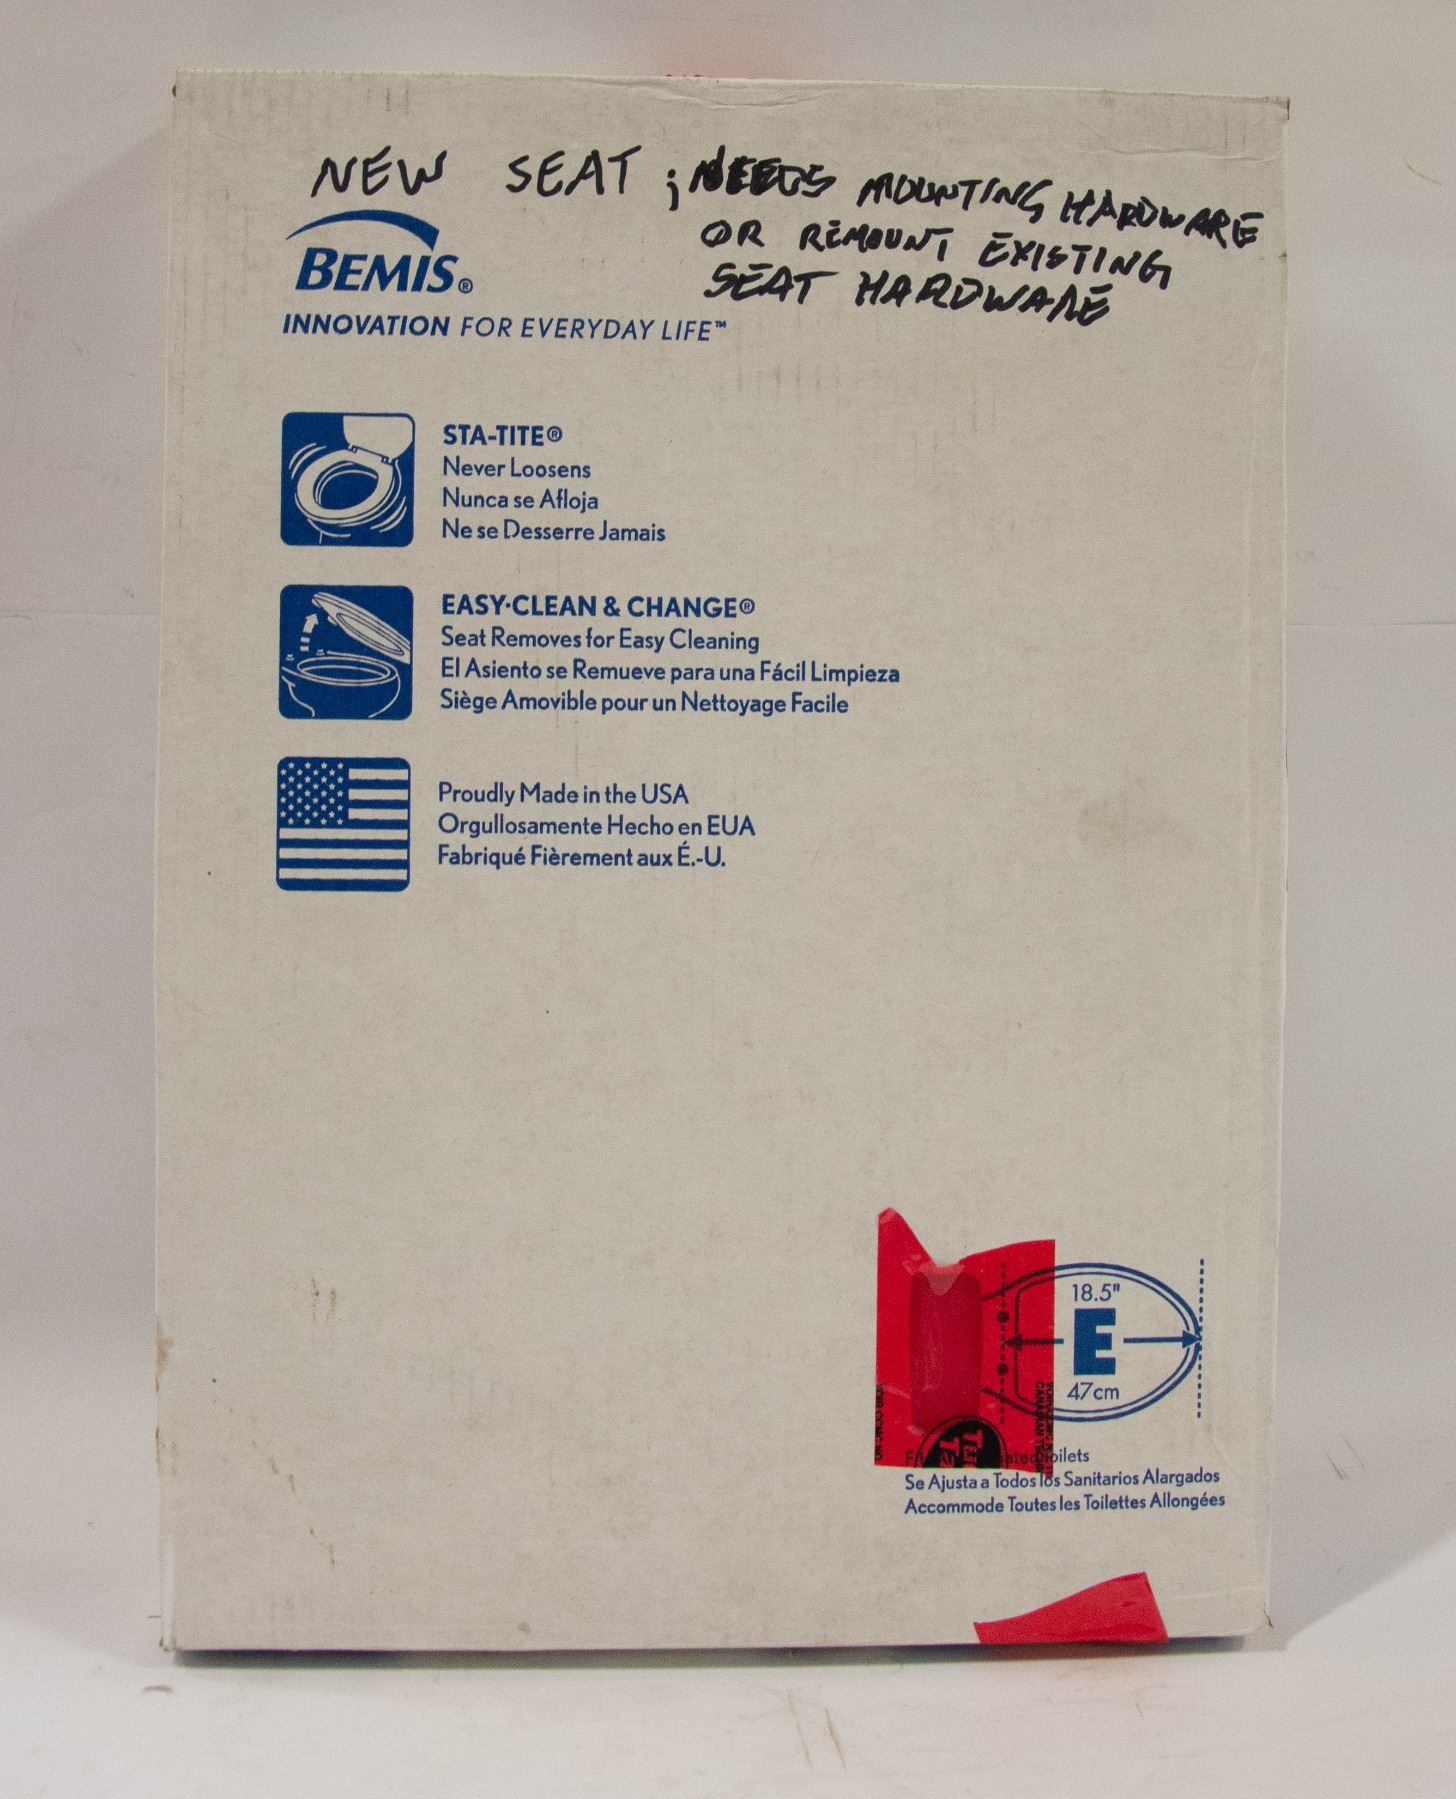 NEW SEAT ; NEEDS MOUNTING HARDWARE
OR REMOUNT EXISTING
SEAT HARDWARE
BEMIS®
INNOVATION FOR EVERYDAY LIFE™
STA-TITE®
Never Loosens
Nunca se Afloja
Ne se Desserre Jamais
EASY·CLEAN & CHANGE®
Seat Removes for Easy Cleaning
El Asiento se Remueve para una Fácil Limpieza
Siège Amovible pour un Nettoyage Facile
Proudly Made in the USA
Orgullosamente Hecho en EUA
Fabriqué Fièrement aux É.-U.
18.5"
E
47cm
Toilets
Se Ajusta a Todos los Sanitarios Alargados
Accommode Toutes les Toilettes Allongées